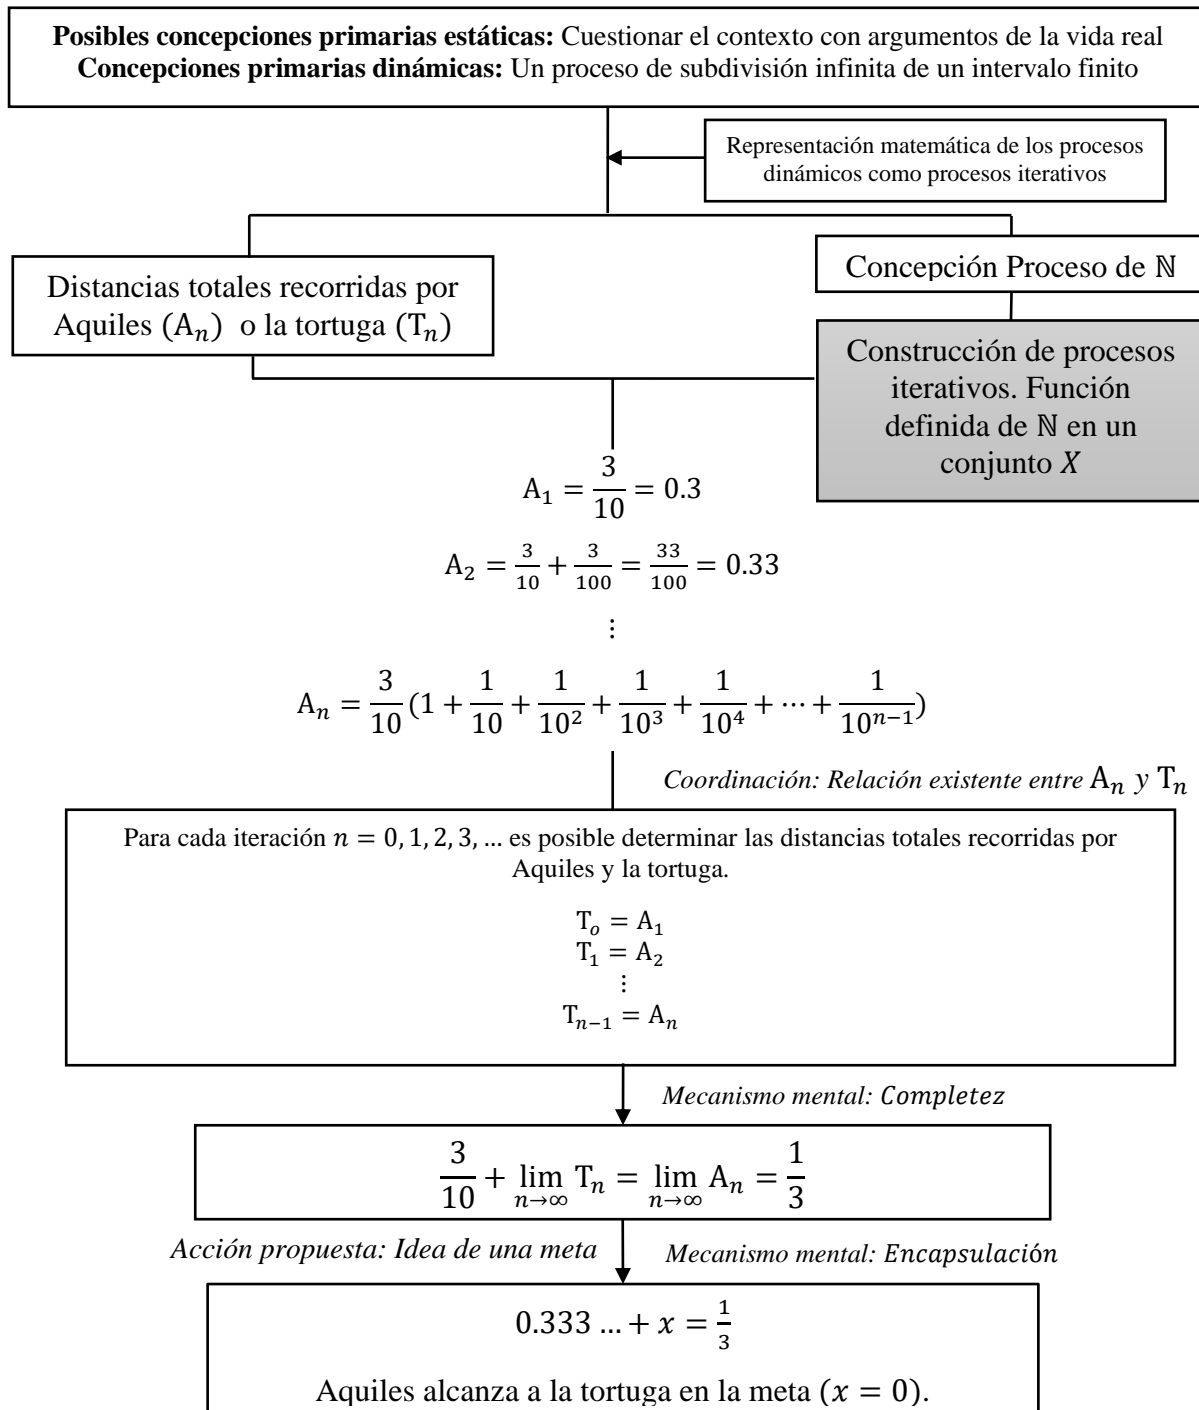 Posibles concepciones primarias estáticas: Cuestionar el contexto con argumentos de la vida real
Concepciones primarias dinámicas: Un proceso de subdivisión infinita de un intervalo finito
Representación matemática de los procesos
dinámicos como procesos iterativos
Distancias totales recorridas por
Aquiles (Aₙ) o la tortuga (Tₙ)
Concepción Proceso de ℕ
Construcción de procesos
iterativos. Función
definida de ℕ en un
conjunto X
A₁ = 3/10 = 0.3
A₂ = 3/10 + 3/100 = 33/100 = 0.33
⋮
Aₙ = 3/10 (1 + 1/10 + 1/10² + 1/10³ + 1/10⁴ + ⋯ + 1/10ⁿ⁻¹)
Coordinación: Relación existente entre Aₙ y Tₙ
Para cada iteración n = 0, 1, 2, 3, … es posible determinar las distancias totales recorridas por
Aquiles y la tortuga.
Tₒ = A₁
T₁ = A₂
⋮
Tₙ₋₁ = Aₙ
Mecanismo mental: Completez
3/10 + lim n→∞ Tₙ = lim n→∞ Aₙ = 1/3
Acción propuesta: Idea de una meta
Mecanismo mental: Encapsulación
0.333 … + x = 1/3
Aquiles alcanza a la tortuga en la meta (x = 0).